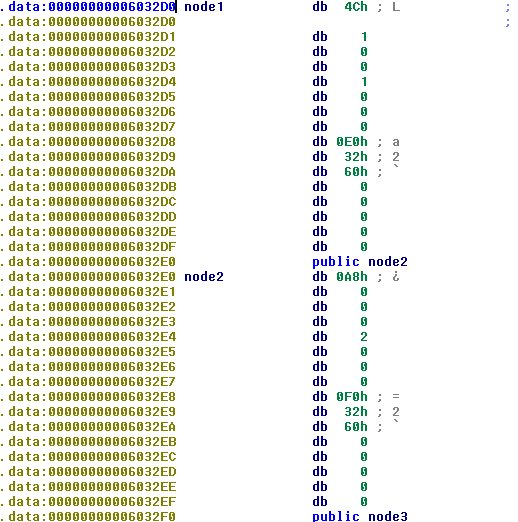 .data:00000000006032D0 node1 db 4Ch ; L ;
.data:00000000006032D0 ;
.data:00000000006032D1 db 1
.data:00000000006032D2 db 0
.data:00000000006032D3 db 0
.data:00000000006032D4 db 1
.data:00000000006032D5 db 0
.data:00000000006032D6 db 0
.data:00000000006032D7 db 0
.data:00000000006032D8 db 0E0h ; a
.data:00000000006032D9 db 32h ; 2
.data:00000000006032DA db 60h ; `
.data:00000000006032DB db 0
.data:00000000006032DC db 0
.data:00000000006032DD db 0
.data:00000000006032DE db 0
.data:00000000006032DF db 0
.data:00000000006032E0 public node2
.data:00000000006032E0 node2 db 0A8h ; ¿
.data:00000000006032E1 db 0
.data:00000000006032E2 db 0
.data:00000000006032E3 db 0
.data:00000000006032E4 db 2
.data:00000000006032E5 db 0
.data:00000000006032E6 db 0
.data:00000000006032E7 db 0
.data:00000000006032E8 db 0F0h ; =
.data:00000000006032E9 db 32h ; 2
.data:00000000006032EA db 60h ; `
.data:00000000006032EB db 0
.data:00000000006032EC db 0
.data:00000000006032ED db 0
.data:00000000006032EE db 0
.data:00000000006032EF db 0
.data:00000000006032F0 public node3